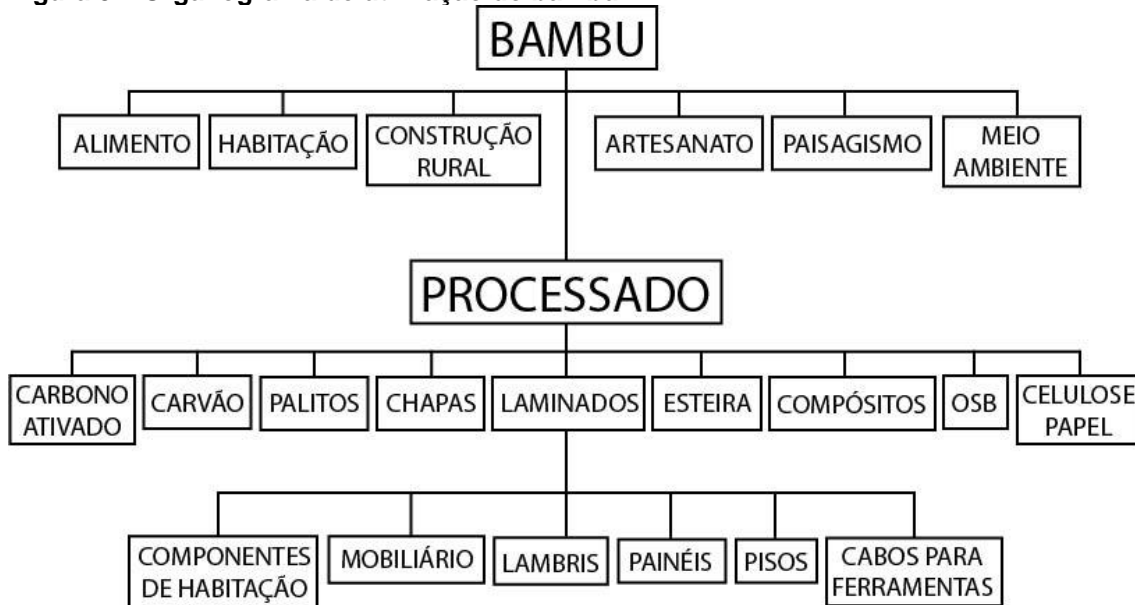 BAMBU
ALIMENTO
HABITAÇÃO
CONSTRUÇÃO
RURAL
ARTESANATO
PAISAGISMO
MEIO
AMBIENTE
PROCESSADO
CARBONO
ATIVADO
CARVÃO
PALITOS
CHAPAS
LAMINADOS
ESTEIRA
COMPÓSITOS
OSB
CELULOSE
PAPEL
COMPONENTES
DE HABITAÇÃO
MOBILIÁRIO
LAMBRIS
PAINÉIS
PISOS
CABOS PARA
FERRAMENTAS